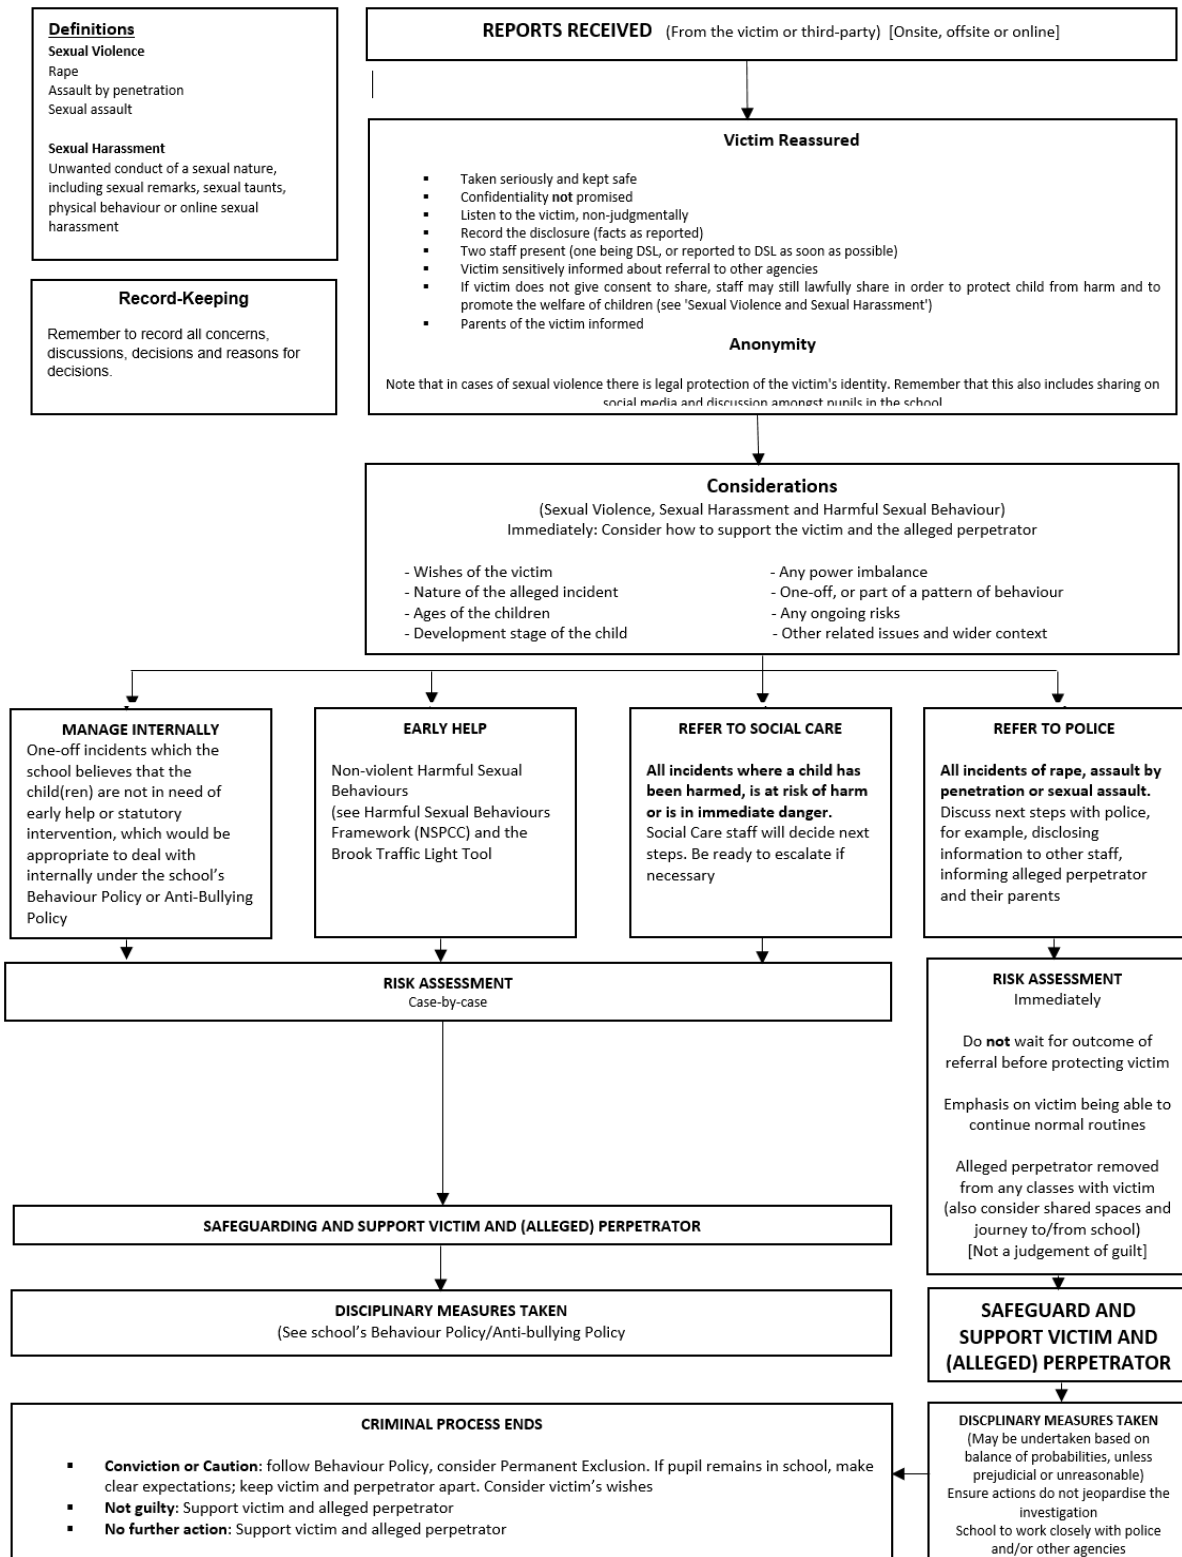 Definitions
Sexual Violence
Rape
Assault by penetration
Sexual assault
Sexual Harassment
Unwanted conduct of a sexual nature,
including sexual remarks, sexual taunts,
physical behaviour or online sexual
harassment
Record-Keeping
Remember to record all concerns,
discussions, decisions and reasons for
decisions.
REPORTS RECEIVED (From the victim or third-party) [Onsite, offsite or online]
Victim Reassured
▪ Taken seriously and kept safe
▪ Confidentiality not promised
▪ Listen to the victim, non-judgmentally
▪ Record the disclosure (facts as reported)
▪ Two staff present (one being DSL, or reported to DSL as soon as possible)
▪ Victim sensitively informed about referral to other agencies
▪ If victim does not give consent to share, staff may still lawfully share in order to protect child from harm and to
promote the welfare of children (see 'Sexual Violence and Sexual Harassment')
▪ Parents of the victim informed
Anonymity
Note that in cases of sexual violence there is legal protection of the victim's identity. Remember that this also includes sharing on
social media and discussion amongst pupils in the school
Considerations
(Sexual Violence, Sexual Harassment and Harmful Sexual Behaviour)
Immediately: Consider how to support the victim and the alleged perpetrator
- Wishes of the victim
- Nature of the alleged incident
- Ages of the children
- Development stage of the child
- Any power imbalance
- One-off, or part of a pattern of behaviour
- Any ongoing risks
- Other related issues and wider context
MANAGE INTERNALLY
One-off incidents which the
school believes that the
child(ren) are not in need of
early help or statutory
intervention, which would be
appropriate to deal with
internally under the school's
Behaviour Policy or Anti-Bullying
Policy
EARLY HELP
Non-violent Harmful Sexual
Behaviours
(see Harmful Sexual Behaviours
Framework (NSPCC) and the
Brook Traffic Light Tool
REFER TO SOCIAL CARE
All incidents where a child has
been harmed, is at risk of harm
or is in immediate danger.
Social Care staff will decide next
steps. Be ready to escalate if
necessary
REFER TO POLICE
All incidents of rape, assault by
penetration or sexual assault.
Discuss next steps with police,
for example, disclosing
information to other staff,
informing alleged perpetrator
and their parents
RISK ASSESSMENT
Case-by-case
RISK ASSESSMENT
Immediately
Do not wait for outcome of
referral before protecting victim
Emphasis on victim being able to
continue normal routines
Alleged perpetrator removed
from any classes with victim
(also consider shared spaces and
journey to/from school)
[Not a judgement of guilt]
SAFEGUARDING AND SUPPORT VICTIM AND (ALLEGED) PERPETRATOR
DISCIPLINARY MEASURES TAKEN
(See school's Behaviour Policy/Anti-bullying Policy
SAFEGUARD AND
SUPPORT VICTIM AND
(ALLEGED) PERPETRATOR
DISCPLINARY MEASURES TAKEN
(May be undertaken based on
balance of probabilities, unless
prejudicial or unreasonable)
Ensure actions do not jeopardise the
investigation
School to work closely with police
and/or other agencies
CRIMINAL PROCESS ENDS
▪ Conviction or Caution: follow Behaviour Policy, consider Permanent Exclusion. If pupil remains in school, make
clear expectations; keep victim and perpetrator apart. Consider victim's wishes
▪ Not guilty: Support victim and alleged perpetrator
▪ No further action: Support victim and alleged perpetrator